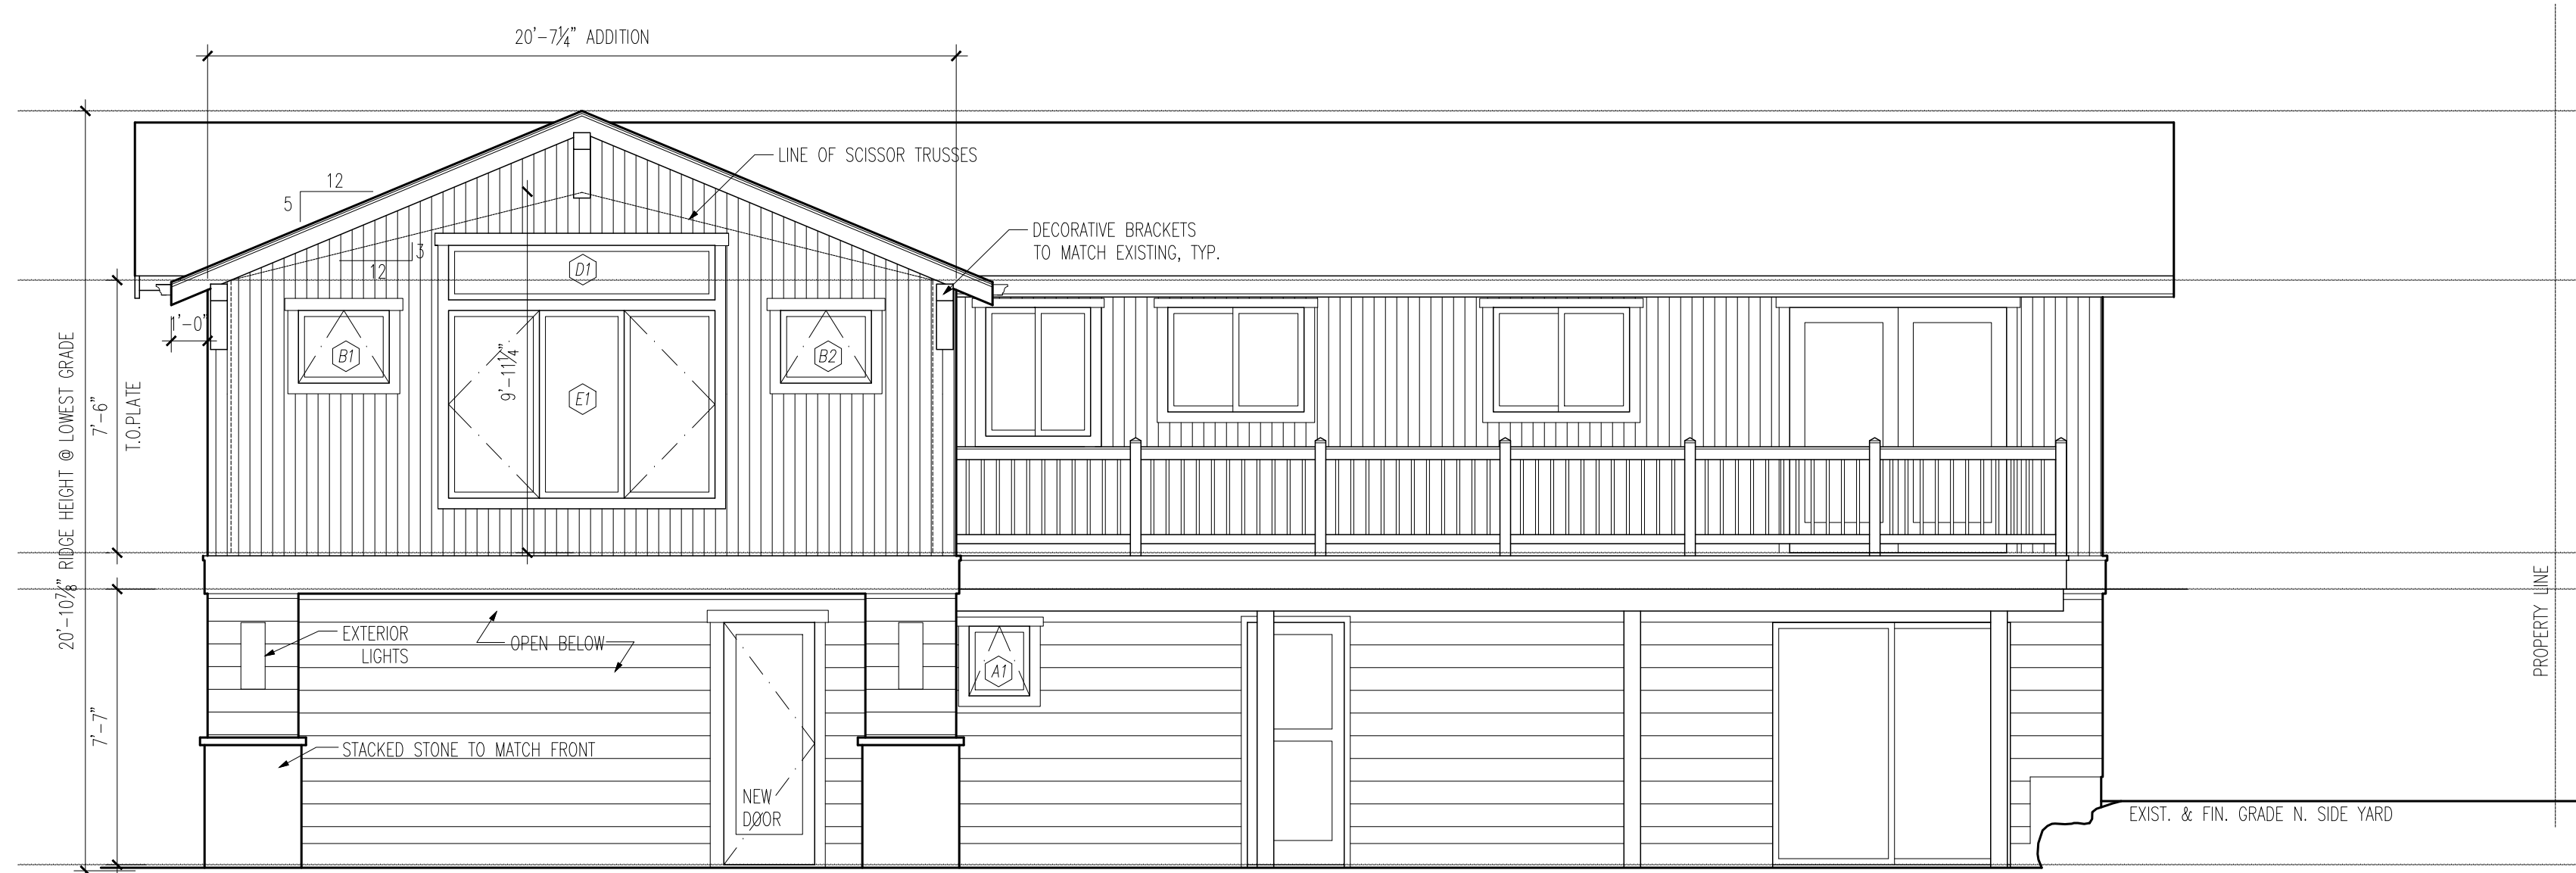 20'-7¼" ADDITION
LINE OF SCISSOR TRUSSES
12
5
DECORATIVE BRACKETS
TO MATCH EXISTING, TYP.
3
12
D1
1'-0"
B1
B2
9'-11¼"
E1
7'-6"
T.O.PLATE
20'-10⅞" RIDGE HEIGHT @ LOWEST GRADE
PROPERTY LINE
EXTERIOR
LIGHTS
OPEN BELOW
A1
7'-7"
STACKED STONE TO MATCH FRONT
NEW
DOOR
EXIST. & FIN. GRADE N. SIDE YARD